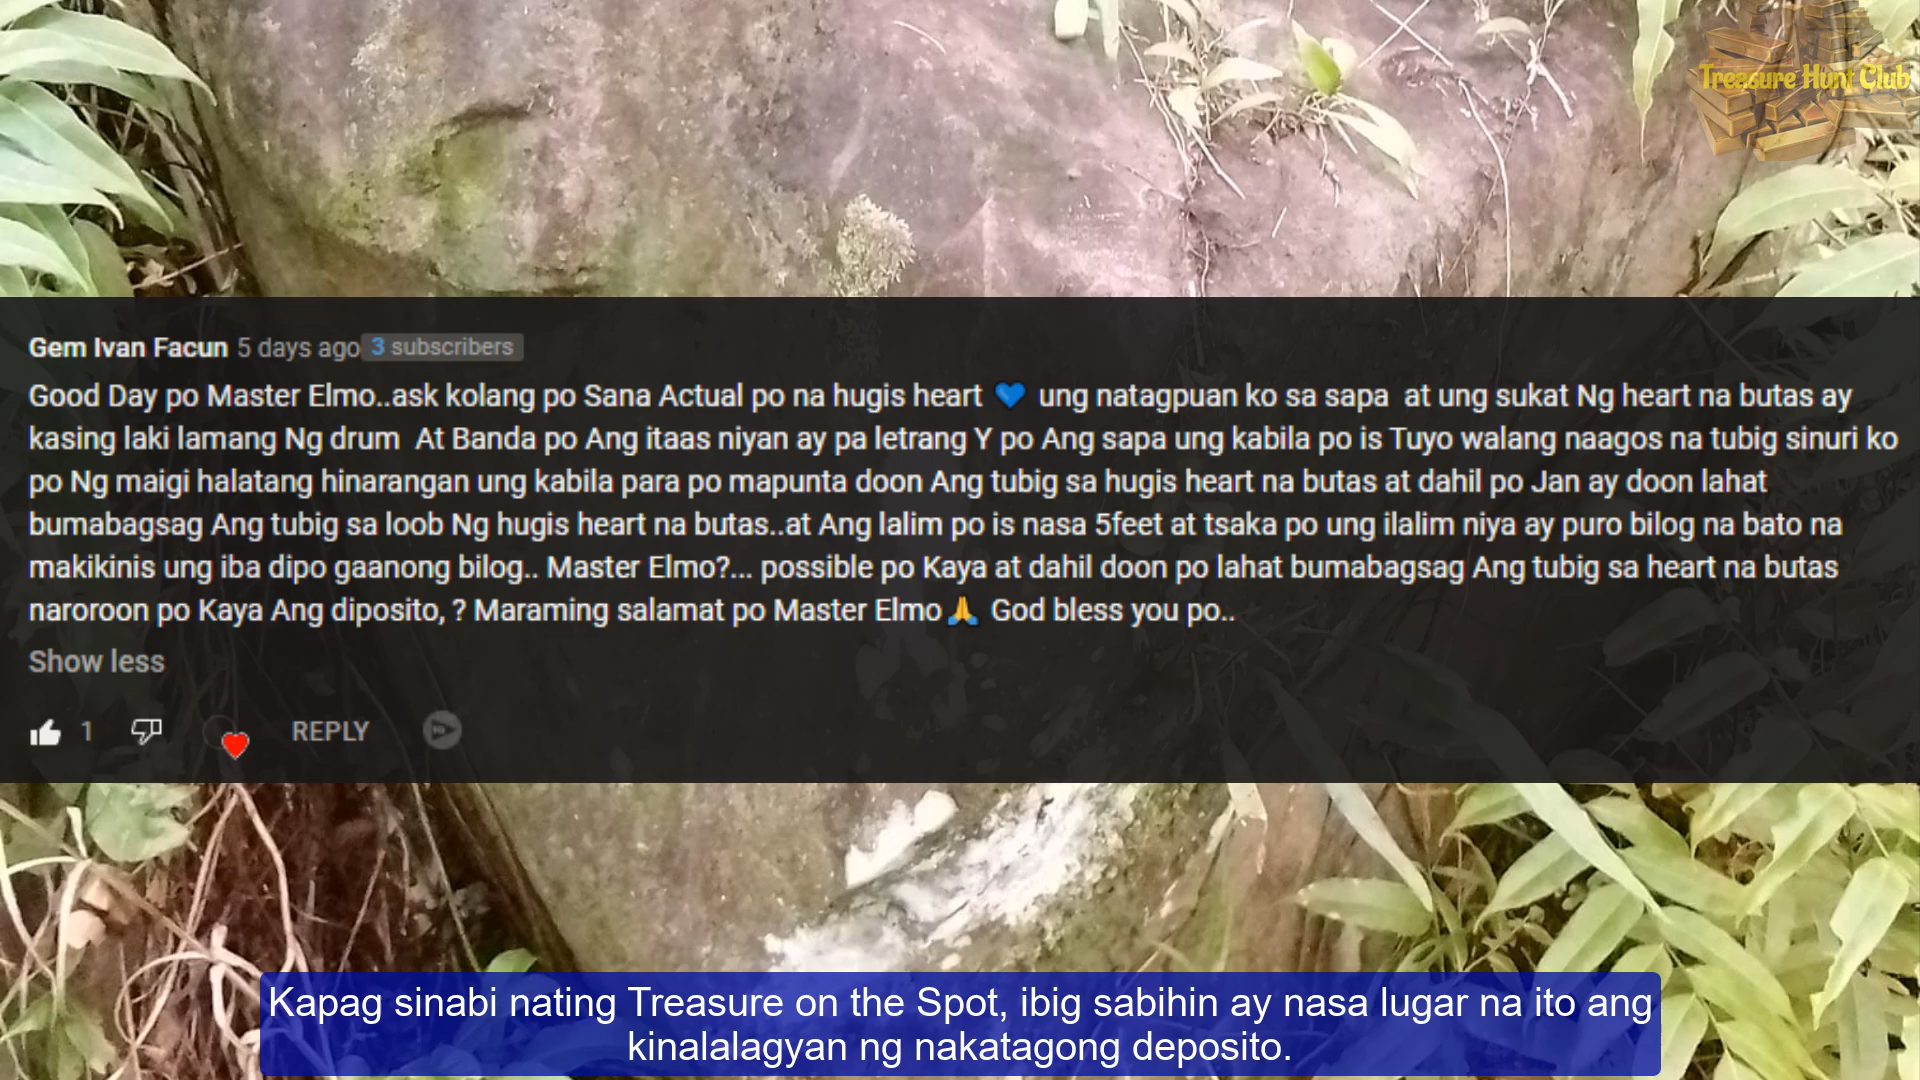 Treasure Hunt Club
Gem Ivan Facun 5 days ago 3 subscribers
Good Day po Master Elmo..ask kolang po Sana Actual po na hugis heart 💙 ung natagpuan ko sa sapa at ung sukat Ng heart na butas ay
kasing laki lamang Ng drum At Banda po Ang itaas niyan ay pa letrang Y po Ang sapa ung kabila po is Tuyo walang naagos na tubig sinuri ko
po Ng maigi halatang hinarangan ung kabila para po mapunta doon Ang tubig sa hugis heart na butas at dahil po Jan ay doon lahat
bumabagsag Ang tubig sa loob Ng hugis heart na butas..at Ang lalim po is nasa 5feet at tsaka po ung ilalim niya ay puro bilog na bato na
makikinis ung iba dipo gaanong bilog.. Master Elmo?... possible po Kaya at dahil doon po lahat bumabagsag Ang tubig sa heart na butas
naroroon po Kaya Ang diposito, ? Maraming salamat po Master Elmo🙏 God bless you po..
Show less
1 REPLY
Kapag sinabi nating Treasure on the Spot, ibig sabihin ay nasa lugar na ito ang
kinalalagyan ng nakatagong deposito.